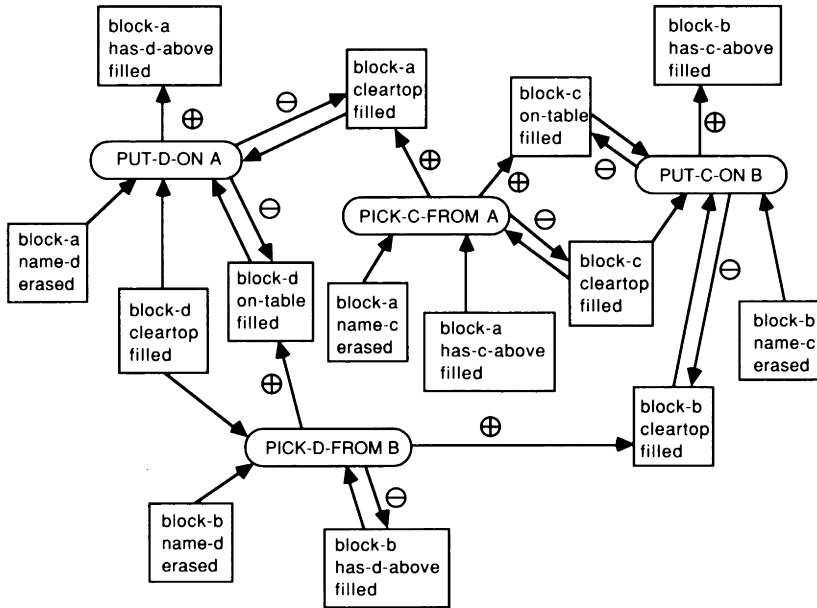 block-a
has-d-above
filled
block-a
cleartop
filled
block-c
on-table
filled
block-b
has-c-above
filled
PUT-D-ON A
PICK-C-FROM A
PUT-C-ON B
block-a
name-d
erased
block-d
cleartop
filled
block-d
on-table
filled
block-a
name-c
erased
block-a
has-c-above
filled
block-c
cleartop
filled
block-b
name-c
erased
block-b
cleartop
filled
PICK-D-FROM B
block-b
name-d
erased
block-b
has-d-above
filled